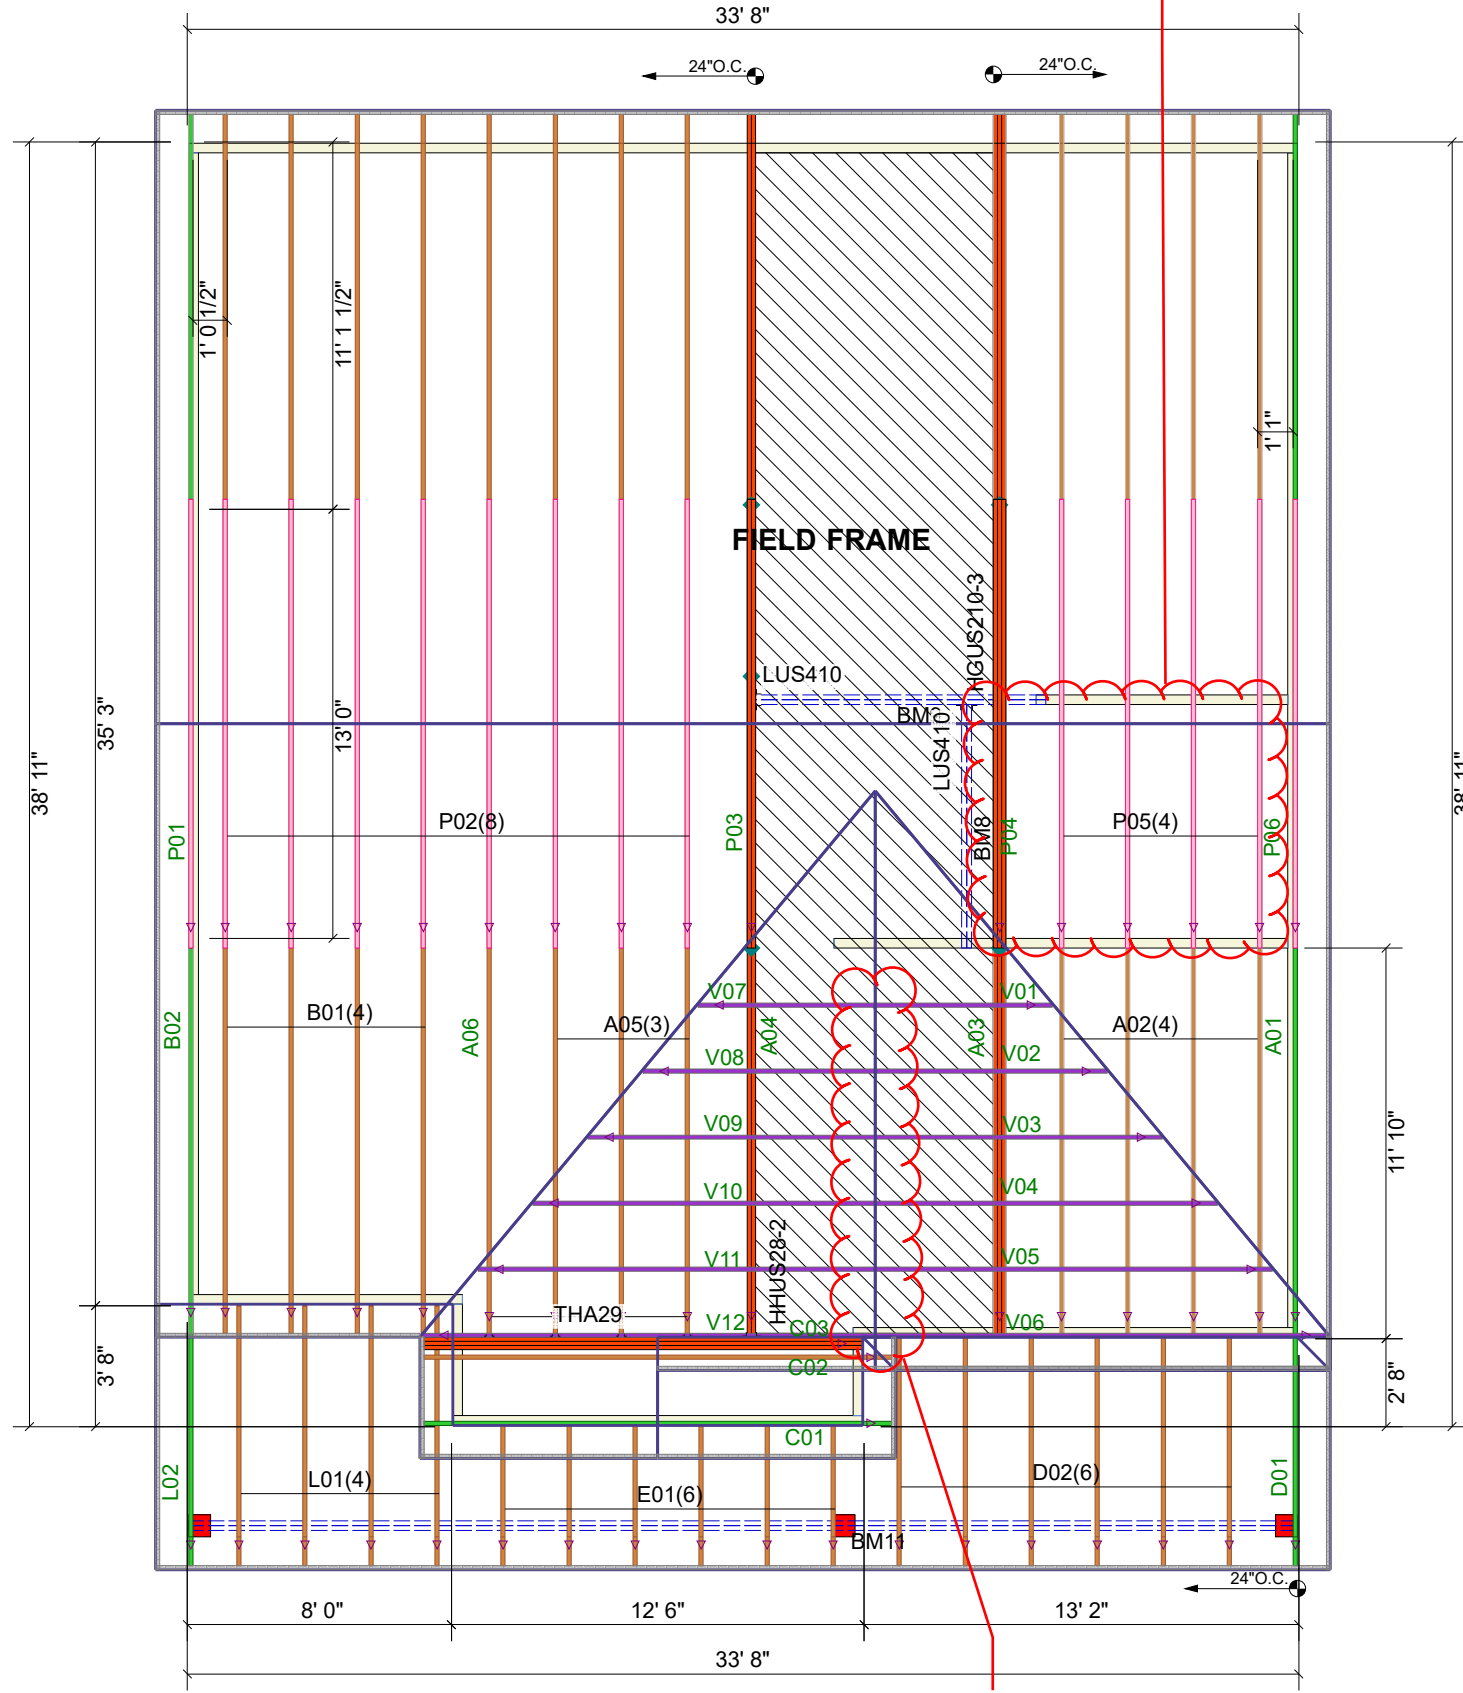 33' 8"
24"O.C.
24"O.C.
1' 0 1/2"
11' 1 1/2"
1' 1"
FIELD FRAME
HGUS210-3
LUS410
LUS410
35' 3"
13' 0"
38' 11"
38' 11"
P01
P02(8)
P03
BM8
P04
P05(4)
P06
V07
V01
B02
B01(4)
A06
A05(3)
A04
A03
A02(4)
A01
V08
V02
V09
V03
V10
V04
11' 10"
V11
V05
HHUS28-2
THA29
V12
C03
V06
C02
3' 8"
2' 8"
C01
L02
L01(4)
E01(6)
D02(6)
D01
BM11
24"O.C.
8' 0"
12' 6"
13' 2"
33' 8"